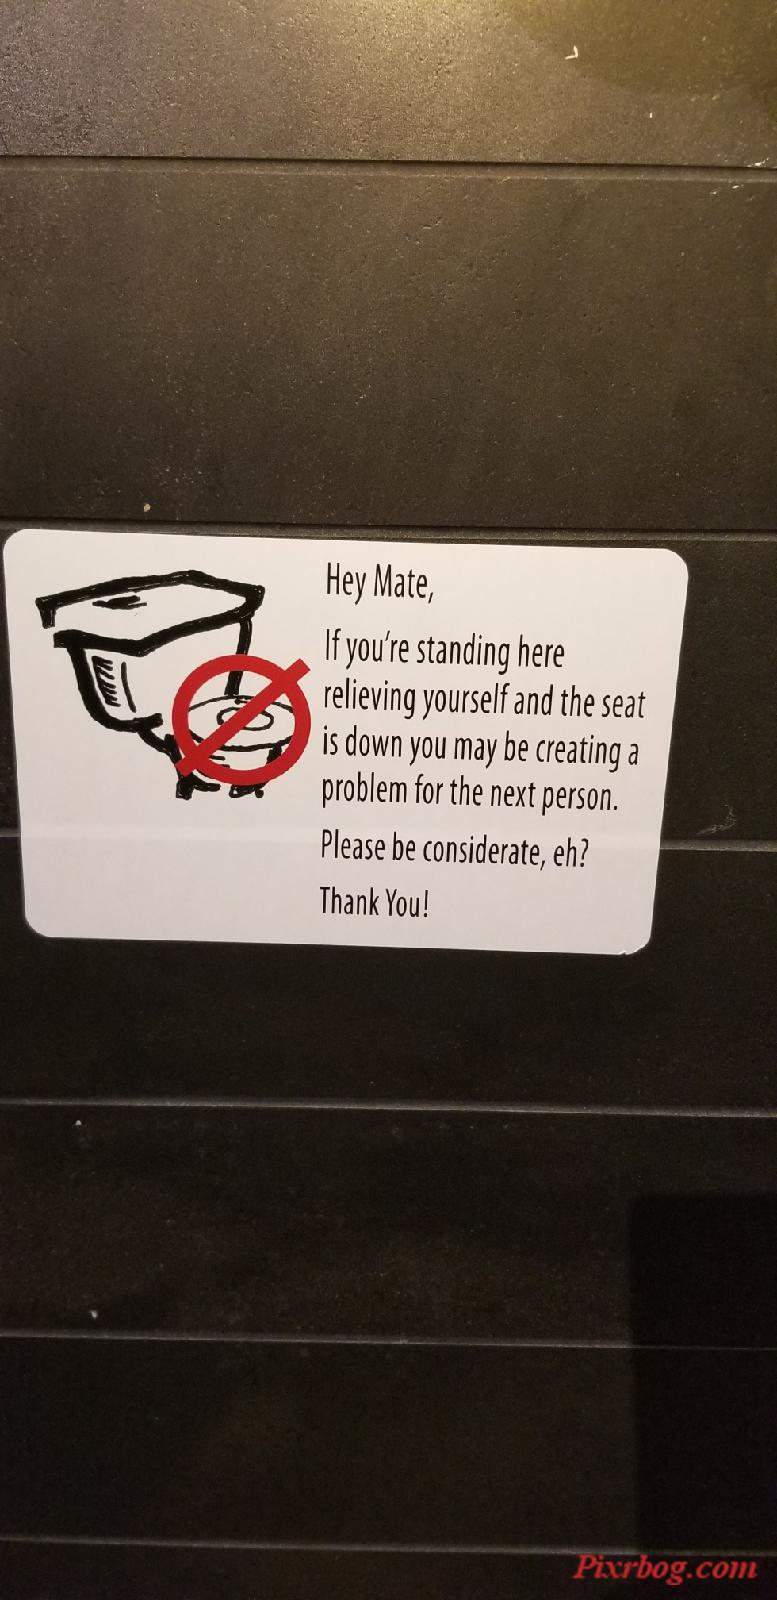 Hey Mate,
If you're standing here
relieving yourself and the seat
is down you may be creating a
problem for the next person.
Please be considerate, eh?
Thank You!
Pixrbog.com